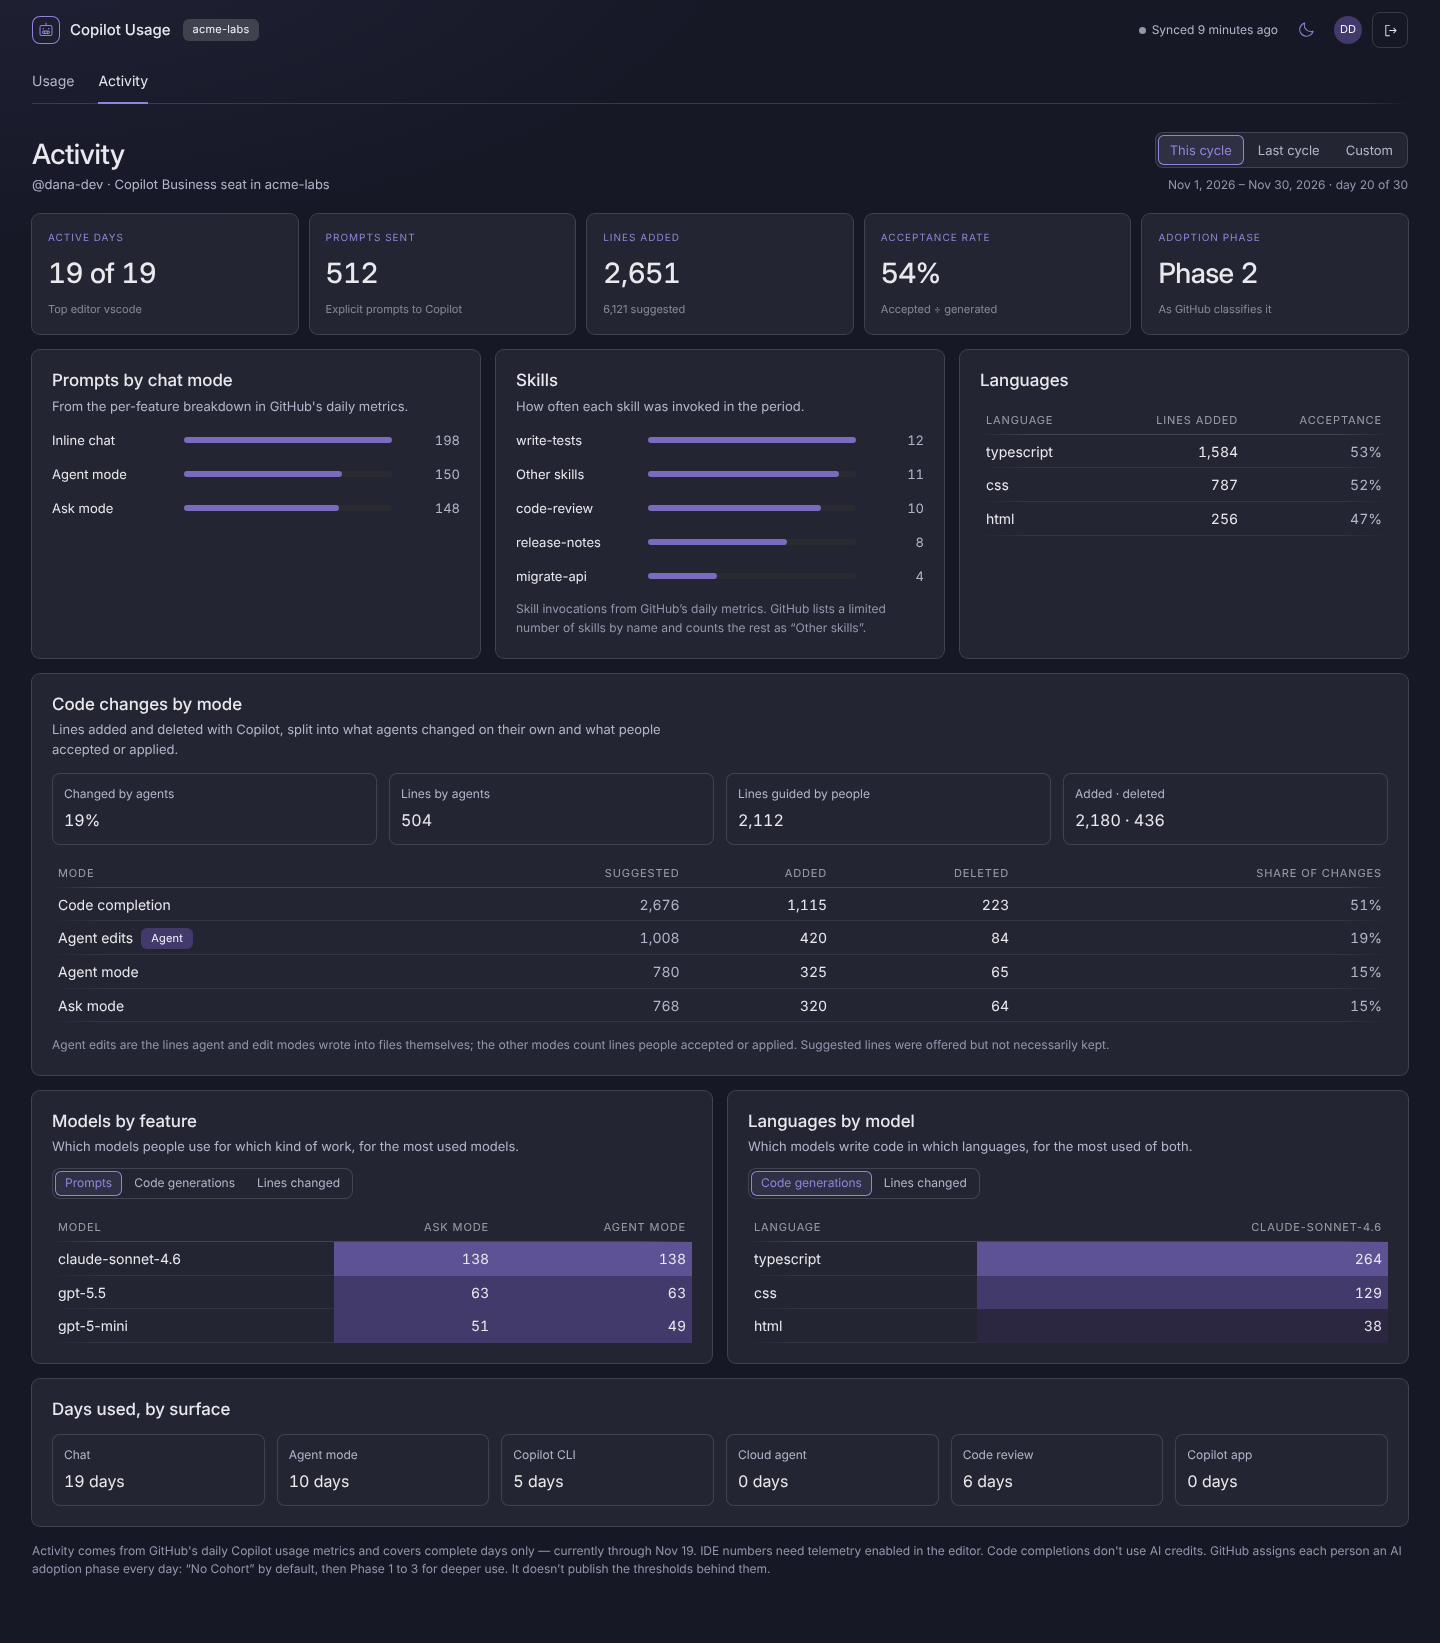 Copilot Usage
acme-labs
Synced 9 minutes ago
DD
Usage
Activity
Activity
@dana-dev · Copilot Business seat in acme-labs
This cycle
Last cycle
Custom
Nov 1, 2026 – Nov 30, 2026 · day 20 of 30
ACTIVE DAYS
19 of 19
Top editor vscode
PROMPTS SENT
512
Explicit prompts to Copilot
LINES ADDED
2,651
6,121 suggested
ACCEPTANCE RATE
54%
Accepted ÷ generated
ADOPTION PHASE
Phase 2
As GitHub classifies it
Prompts by chat mode
From the per-feature breakdown in GitHub's daily metrics.
Inline chat 198
Agent mode 150
Ask mode 148
Skills
How often each skill was invoked in the period.
write-tests 12
Other skills 11
code-review 10
release-notes 8
migrate-api 4
Skill invocations from GitHub’s daily metrics. GitHub lists a limited
number of skills by name and counts the rest as “Other skills”.
Languages
LANGUAGE LINES ADDED ACCEPTANCE
typescript 1,584 53%
css 787 52%
html 256 47%
Code changes by mode
Lines added and deleted with Copilot, split into what agents changed on their own and what people
accepted or applied.
Changed by agents
19%
Lines by agents
504
Lines guided by people
2,112
Added · deleted
2,180 · 436
MODE SUGGESTED ADDED DELETED SHARE OF CHANGES
Code completion 2,676 1,115 223 51%
Agent edits Agent 1,008 420 84 19%
Agent mode 780 325 65 15%
Ask mode 768 320 64 15%
Agent edits are the lines agent and edit modes wrote into files themselves; the other modes count lines people accepted or applied. Suggested lines were offered but not necessarily kept.
Models by feature
Which models people use for which kind of work, for the most used models.
Prompts
Code generations
Lines changed
MODEL ASK MODE AGENT MODE
claude-sonnet-4.6 138 138
gpt-5.5 63 63
gpt-5-mini 51 49
Languages by model
Which models write code in which languages, for the most used of both.
Code generations
Lines changed
LANGUAGE CLAUDE-SONNET-4.6
typescript 264
css 129
html 38
Days used, by surface
Chat
19 days
Agent mode
10 days
Copilot CLI
5 days
Cloud agent
0 days
Code review
6 days
Copilot app
0 days
Activity comes from GitHub's daily Copilot usage metrics and covers complete days only — currently through Nov 19. IDE numbers need telemetry enabled in the editor. Code completions don't use AI credits. GitHub assigns each person an AI
adoption phase every day: “No Cohort” by default, then Phase 1 to 3 for deeper use. It doesn’t publish the thresholds behind them.